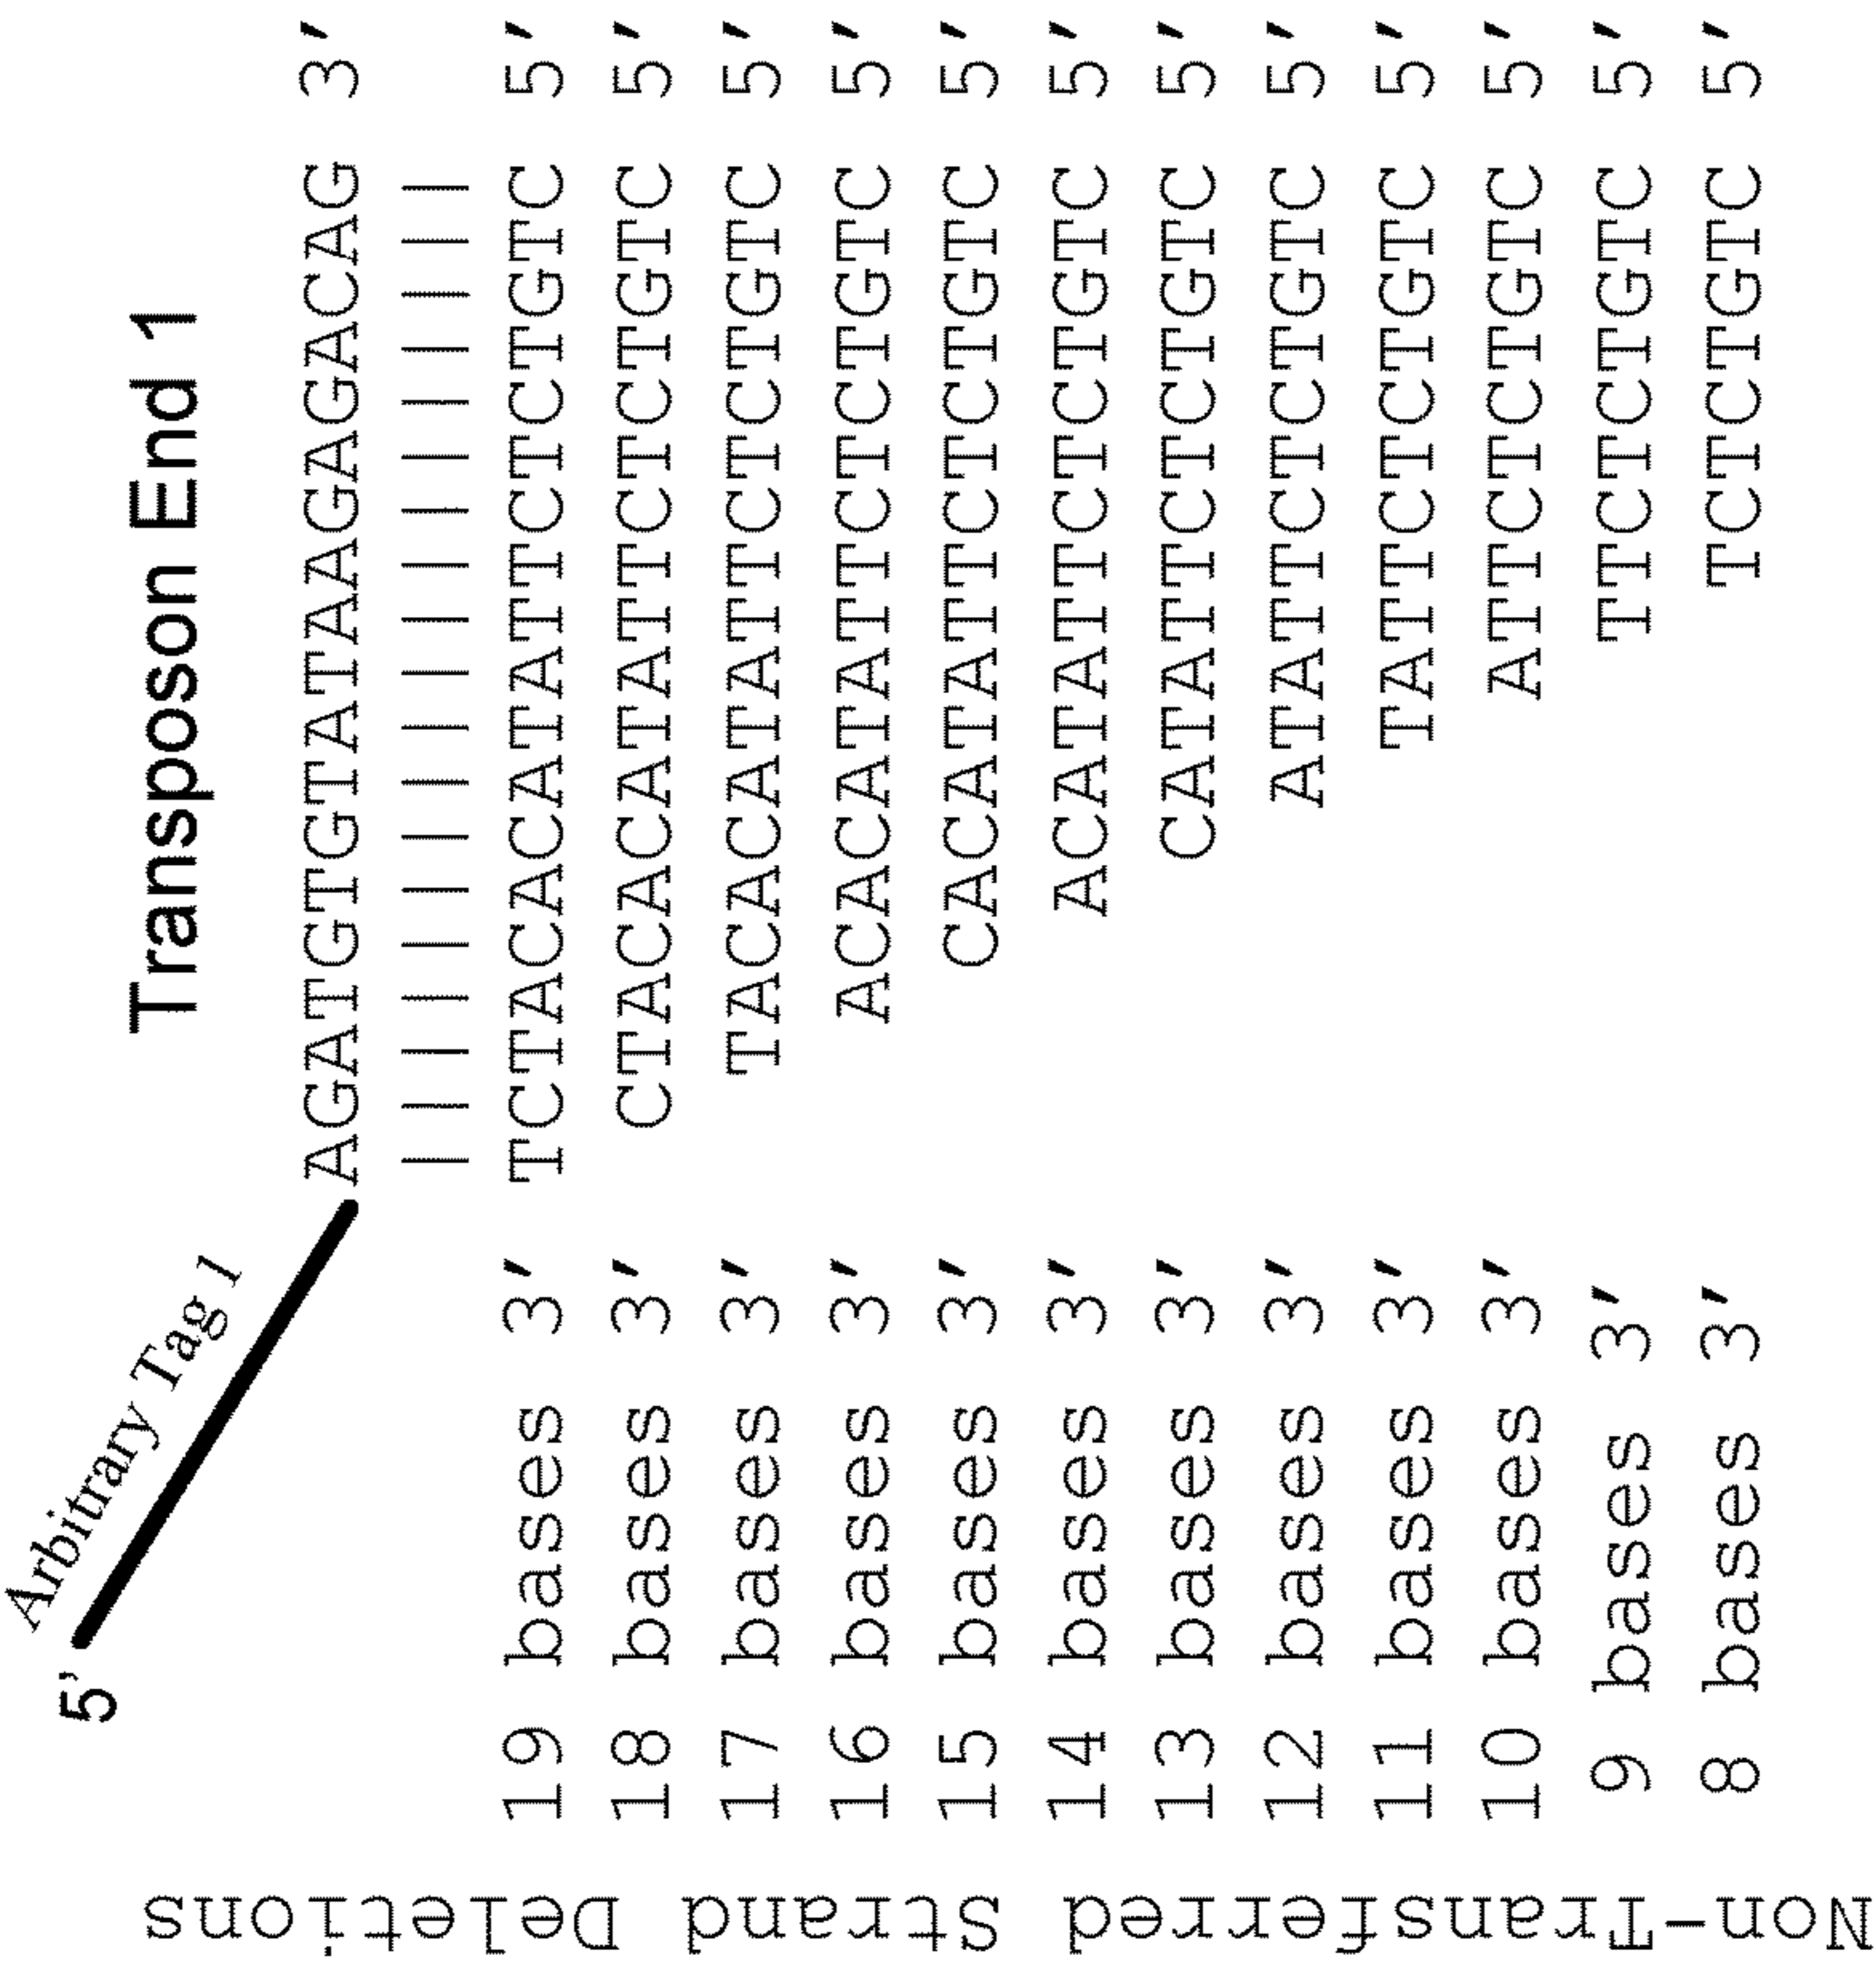 Transposon End 1
Arbitrary Tag 1
5'
AGATGTGTATAAGAGACAG 3'
19 bases 3' TCTACACATATTCTCTGTC 5'
18 bases 3' CTACACATATTCTCTGTC 5'
17 bases 3' TACACATATTCTCTGTC 5'
16 bases 3' ACACATATTCTCTGTC 5'
15 bases 3' CACATATTCTCTGTC 5'
14 bases 3' ACATATTCTCTGTC 5'
13 bases 3' CATATTCTCTGTC 5'
12 bases 3' ATATTCTCTGTC 5'
11 bases 3' TATTCTCTGTC 5'
10 bases 3' ATTCTCTGTC 5'
9 bases 3' TTCTCTGTC 5'
8 bases 3' TCTCTGTC 5'
Non-Transferred Strand Deletions